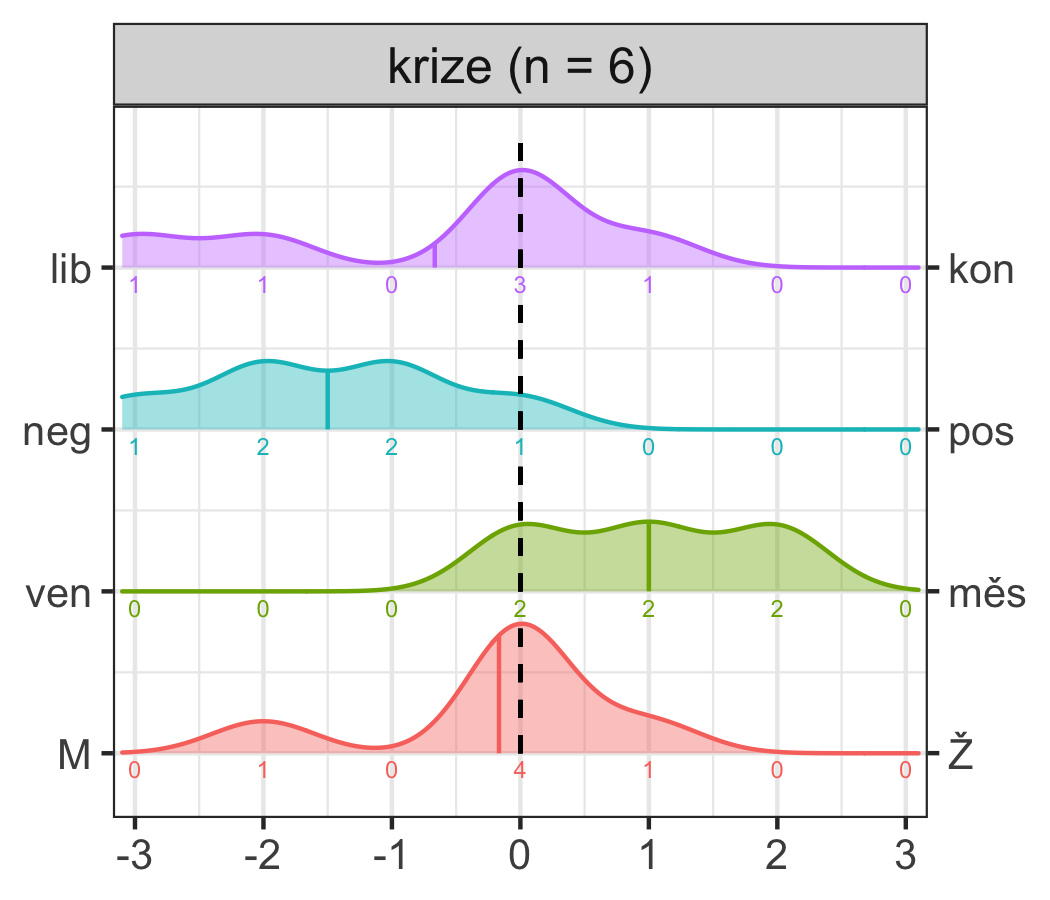 krize (n = 6)
lib kon
1 1 0 3 1 0 0
neg pos
1 2 2 1 0 0 0
ven měs
0 0 0 2 2 2 0
M Ž
0 1 0 4 1 0 0
-3 -2 -1 0 1 2 3